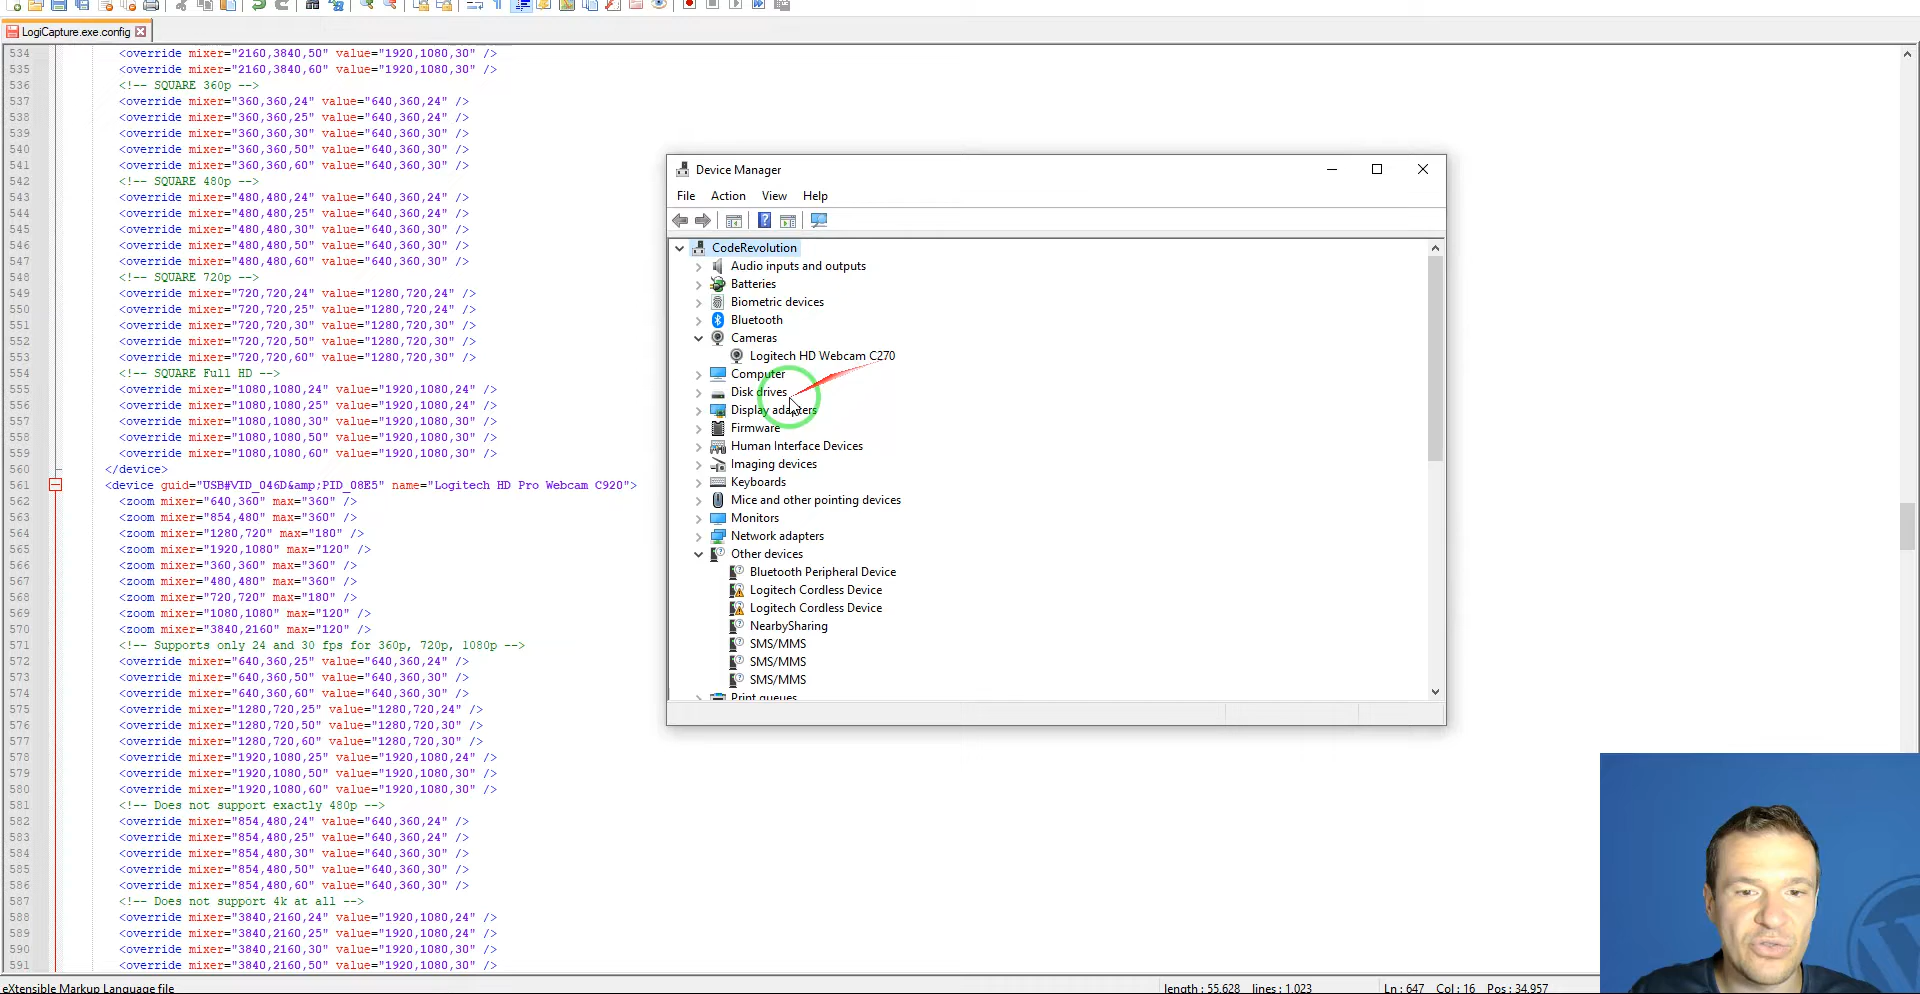 LogiCapture.exe.config
534 <override mixer="2160,3840,50" value="1920,1080,30" />
535 <override mixer="2160,3840,60" value="1920,1080,30" />
536 <!-- SQUARE 360p -->
537 <override mixer="360,360,24" value="640,360,24" />
538 <override mixer="360,360,25" value="640,360,24" />
539 <override mixer="360,360,30" value="640,360,30" />
540 <override mixer="360,360,50" value="640,360,30" />
541 <override mixer="360,360,60" value="640,360,30" />
542 <!-- SQUARE 480p -->
543 <override mixer="480,480,24" value="640,360,24" />
544 <override mixer="480,480,25" value="640,360,24" />
545 <override mixer="480,480,30" value="640,360,30" />
546 <override mixer="480,480,50" value="640,360,30" />
547 <override mixer="480,480,60" value="640,360,30" />
548 <!-- SQUARE 720p -->
549 <override mixer="720,720,24" value="1280,720,24" />
550 <override mixer="720,720,25" value="1280,720,24" />
551 <override mixer="720,720,30" value="1280,720,30" />
552 <override mixer="720,720,50" value="1280,720,30" />
553 <override mixer="720,720,60" value="1280,720,30" />
554 <!-- SQUARE Full HD -->
555 <override mixer="1080,1080,24" value="1920,1080,24" />
556 <override mixer="1080,1080,25" value="1920,1080,24" />
557 <override mixer="1080,1080,30" value="1920,1080,30" />
558 <override mixer="1080,1080,50" value="1920,1080,30" />
559 <override mixer="1080,1080,60" value="1920,1080,30" />
560 </device>
561 <device guid="USB#VID_046D&amp;PID_08E5" name="Logitech HD Pro Webcam C920">
562 <zoom mixer="640,360" max="360" />
563 <zoom mixer="854,480" max="360" />
564 <zoom mixer="1280,720" max="180" />
565 <zoom mixer="1920,1080" max="120" />
566 <zoom mixer="360,360" max="360" />
567 <zoom mixer="480,480" max="360" />
568 <zoom mixer="720,720" max="180" />
569 <zoom mixer="1080,1080" max="120" />
570 <zoom mixer="3840,2160" max="120" />
571 <!-- Supports only 24 and 30 fps for 360p, 720p, 1080p -->
572 <override mixer="640,360,25" value="640,360,24" />
573 <override mixer="640,360,50" value="640,360,30" />
574 <override mixer="640,360,60" value="640,360,30" />
575 <override mixer="1280,720,25" value="1280,720,24" />
576 <override mixer="1280,720,50" value="1280,720,30" />
577 <override mixer="1280,720,60" value="1280,720,30" />
578 <override mixer="1920,1080,25" value="1920,1080,24" />
579 <override mixer="1920,1080,50" value="1920,1080,30" />
580 <override mixer="1920,1080,60" value="1920,1080,30" />
581 <!-- Does not support exactly 480p -->
582 <override mixer="854,480,24" value="640,360,24" />
583 <override mixer="854,480,25" value="640,360,24" />
584 <override mixer="854,480,30" value="640,360,30" />
585 <override mixer="854,480,50" value="640,360,30" />
586 <override mixer="854,480,60" value="640,360,30" />
587 <!-- Does not support 4k at all -->
588 <override mixer="3840,2160,24" value="1920,1080,24" />
589 <override mixer="3840,2160,25" value="1920,1080,24" />
590 <override mixer="3840,2160,30" value="1920,1080,30" />
591 <override mixer="3840,2160,50" value="1920,1080,30" />
Device Manager
File Action View Help
CodeRevolution
Audio inputs and outputs
Batteries
Biometric devices
Bluetooth
Cameras
Logitech HD Webcam C270
Computer
Disk drives
Display adapters
Firmware
Human Interface Devices
Imaging devices
Keyboards
Mice and other pointing devices
Monitors
Network adapters
Other devices
Bluetooth Peripheral Device
Logitech Cordless Device
Logitech Cordless Device
NearbySharing
SMS/MMS
SMS/MMS
SMS/MMS
Print queues
eXtensible Markup Language file length : 55.628 lines : 1.023 Ln : 647 Col : 16 Pos : 34.957